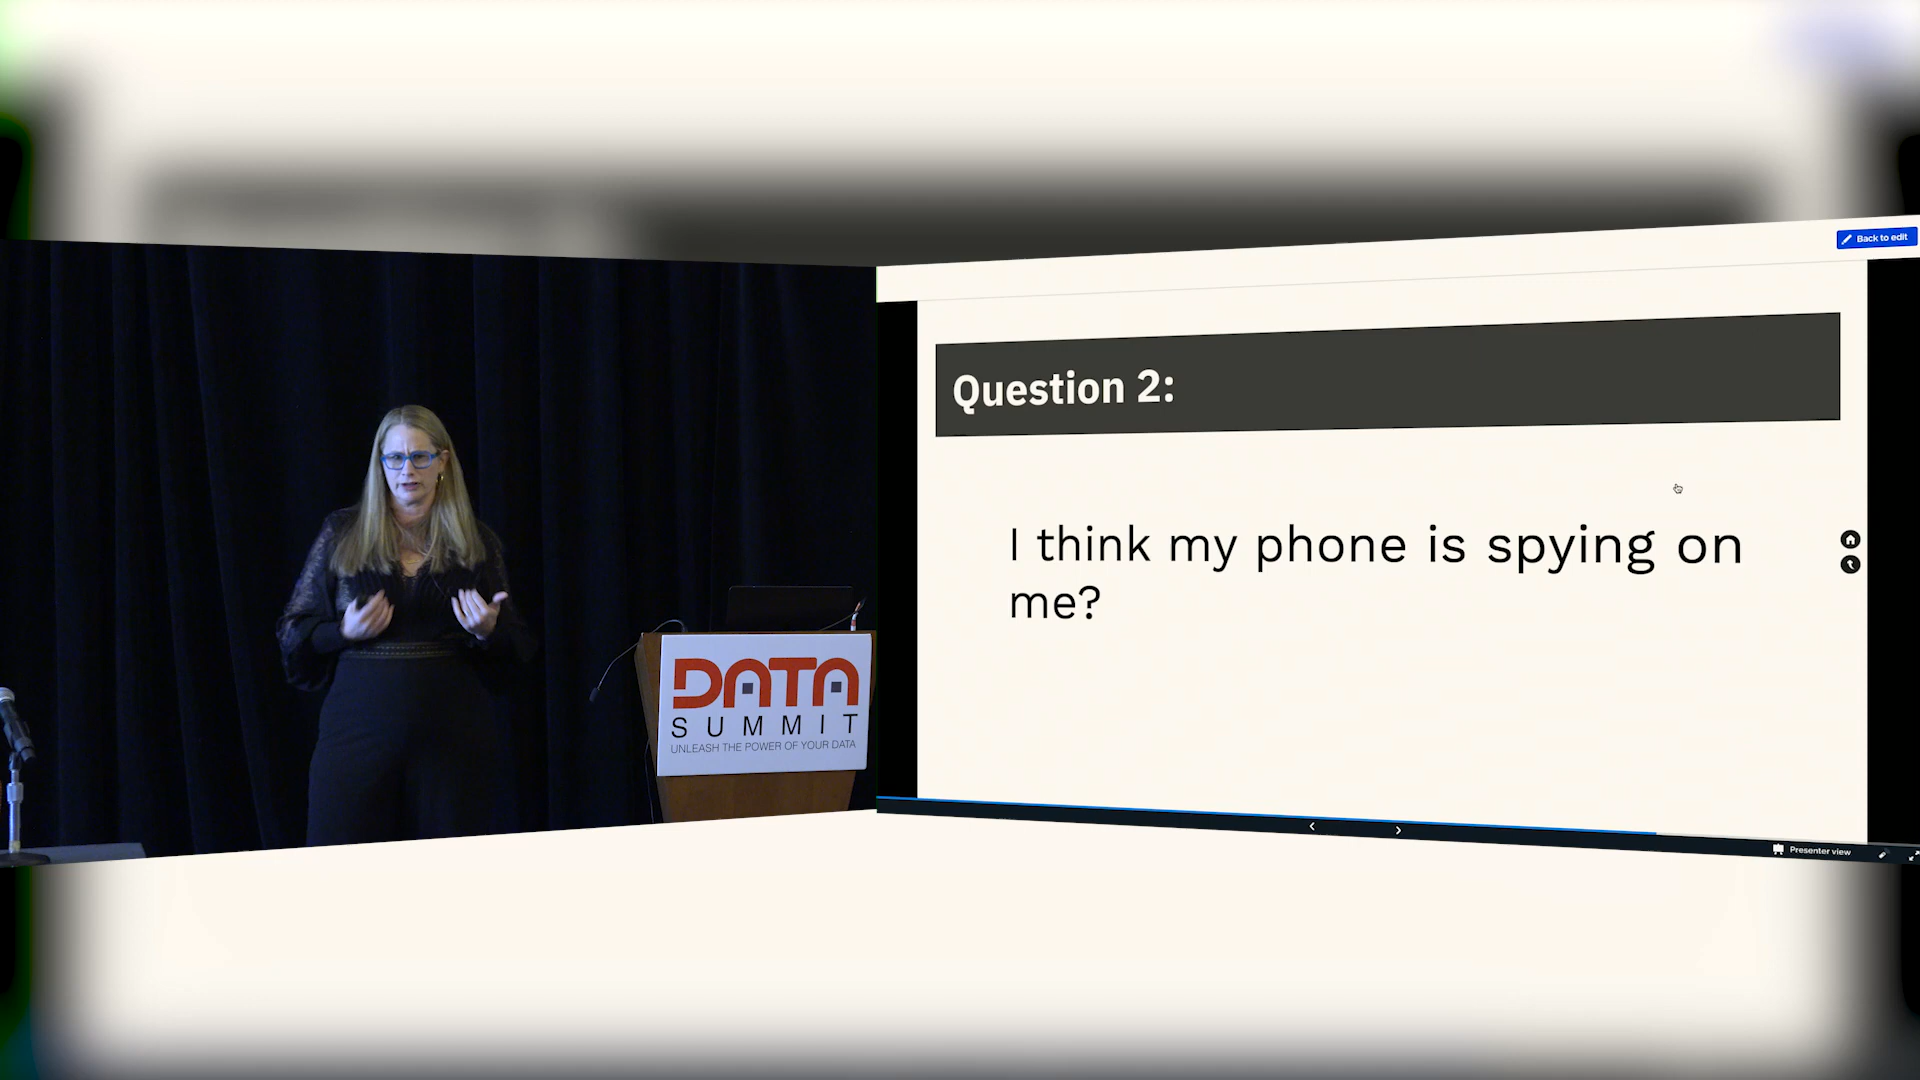 Back to edit
Question 2:
I think my phone is spying on
me?
DATA
SUMMIT
UNLEASH THE POWER OF YOUR DATA
Presenter view